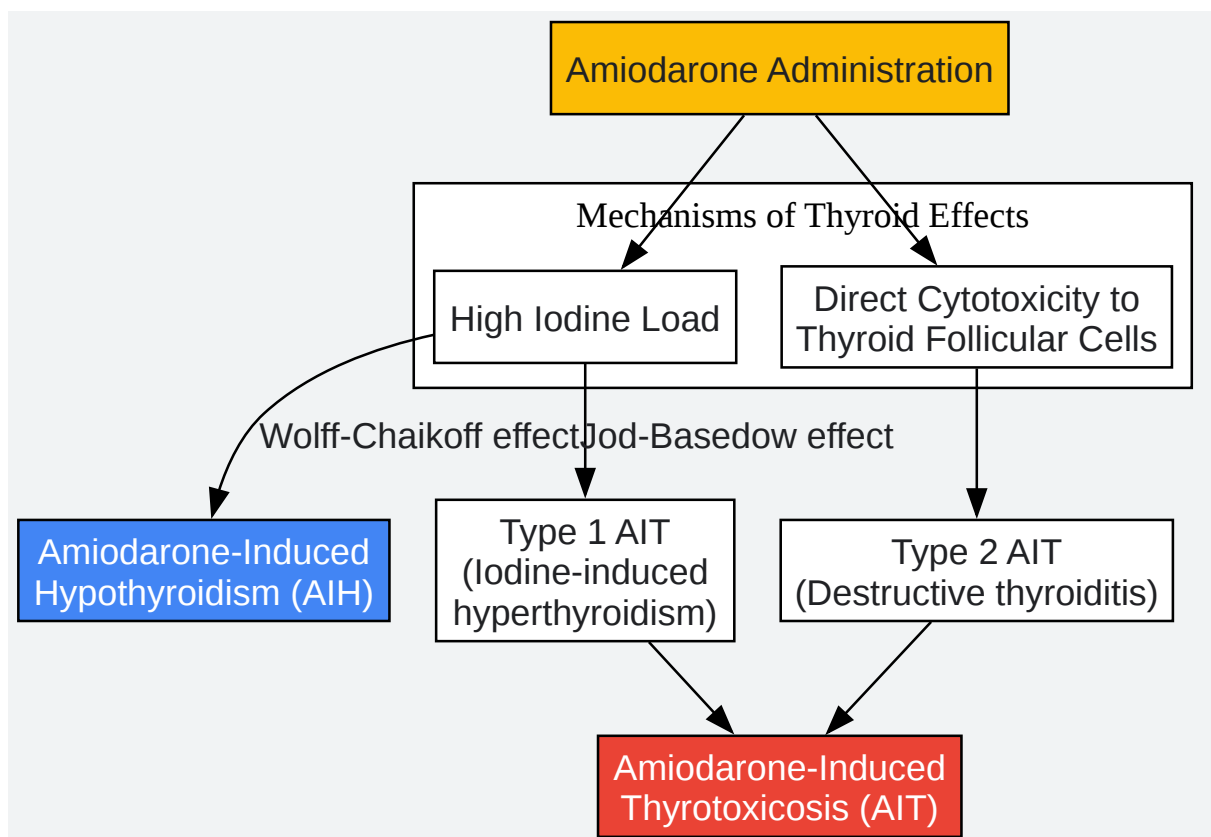 Amiodarone Administration
Mechanisms of Thyroid Effects
High Iodine Load
Direct Cytotoxicity to
Thyroid Follicular Cells
Wolff-Chaikoff effect
Jod-Basedow effect
Amiodarone-Induced
Hypothyroidism (AIH)
Type 1 AIT
(Iodine-induced
hyperthyroidism)
Type 2 AIT
(Destructive thyroiditis)
Amiodarone-Induced
Thyrotoxicosis (AIT)